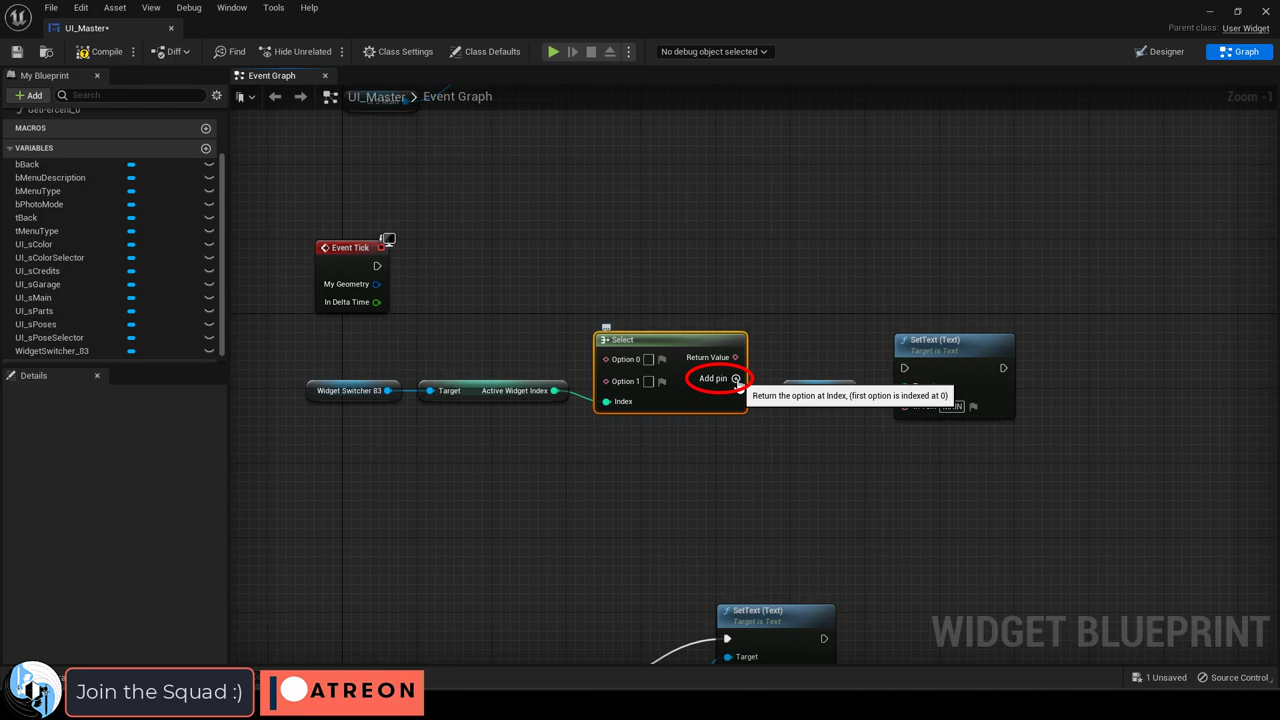 File Edit Asset View Debug Window Tools Help
UI_Master•
Parent class: User Widget
Compile Diff Find Hide Unrelated Class Settings Class Defaults No debug object selected Designer Graph
My Blueprint Event Graph
Add Search UI_Master Event Graph Zoom -1
GetPercent_0
MACROS
VARIABLES
bBack
bMenuDescription
bMenuType
bPhotoMode
tBack
tMenuType
UI_sColor
UI_sColorSelector
UI_sCredits
UI_sGarage
UI_sMain
UI_sParts
UI_sPoses
UI_sPoseSelector
WidgetSwitcher_83
Details
Event Tick
My Geometry
In Delta Time
Widget Switcher 83
Target Active Widget Index
Select
Option 0 Return Value
Option 1 Add pin
Index
Return the option at Index, (first option is indexed at 0)
SetText (Text)
Target is Text
MAIN
SetText (Text)
Target is Text
Target
WIDGET BLUEPRINT
1 Unsaved Source Control
Join the Squad :)
PATREON